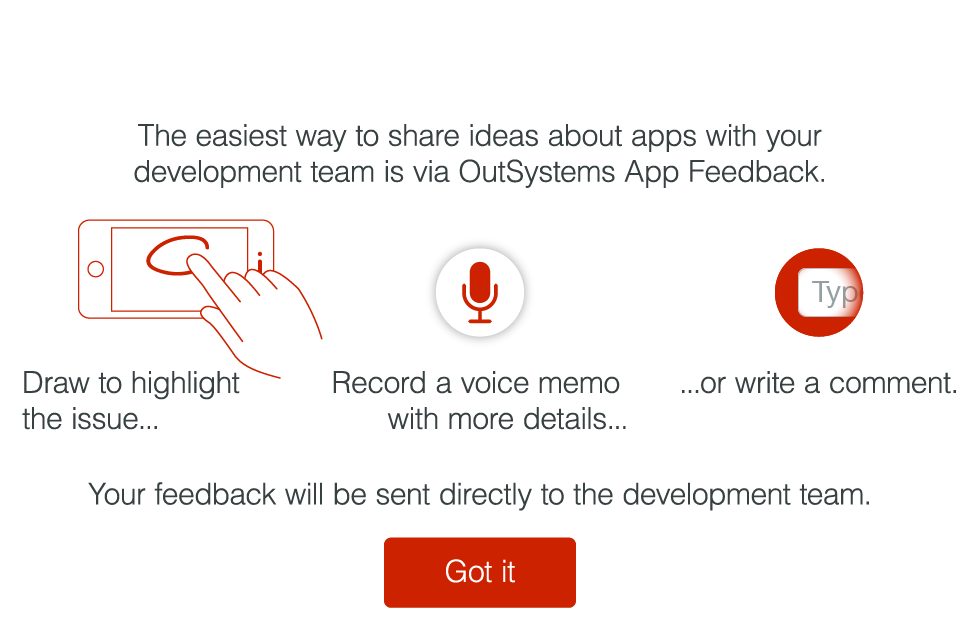 The easiest way to share ideas about apps with your
development team is via OutSystems App Feedback.
Typ
Draw to highlight
the issue...
Record a voice memo
with more details...
...or write a comment.
Your feedback will be sent directly to the development team.
Got it